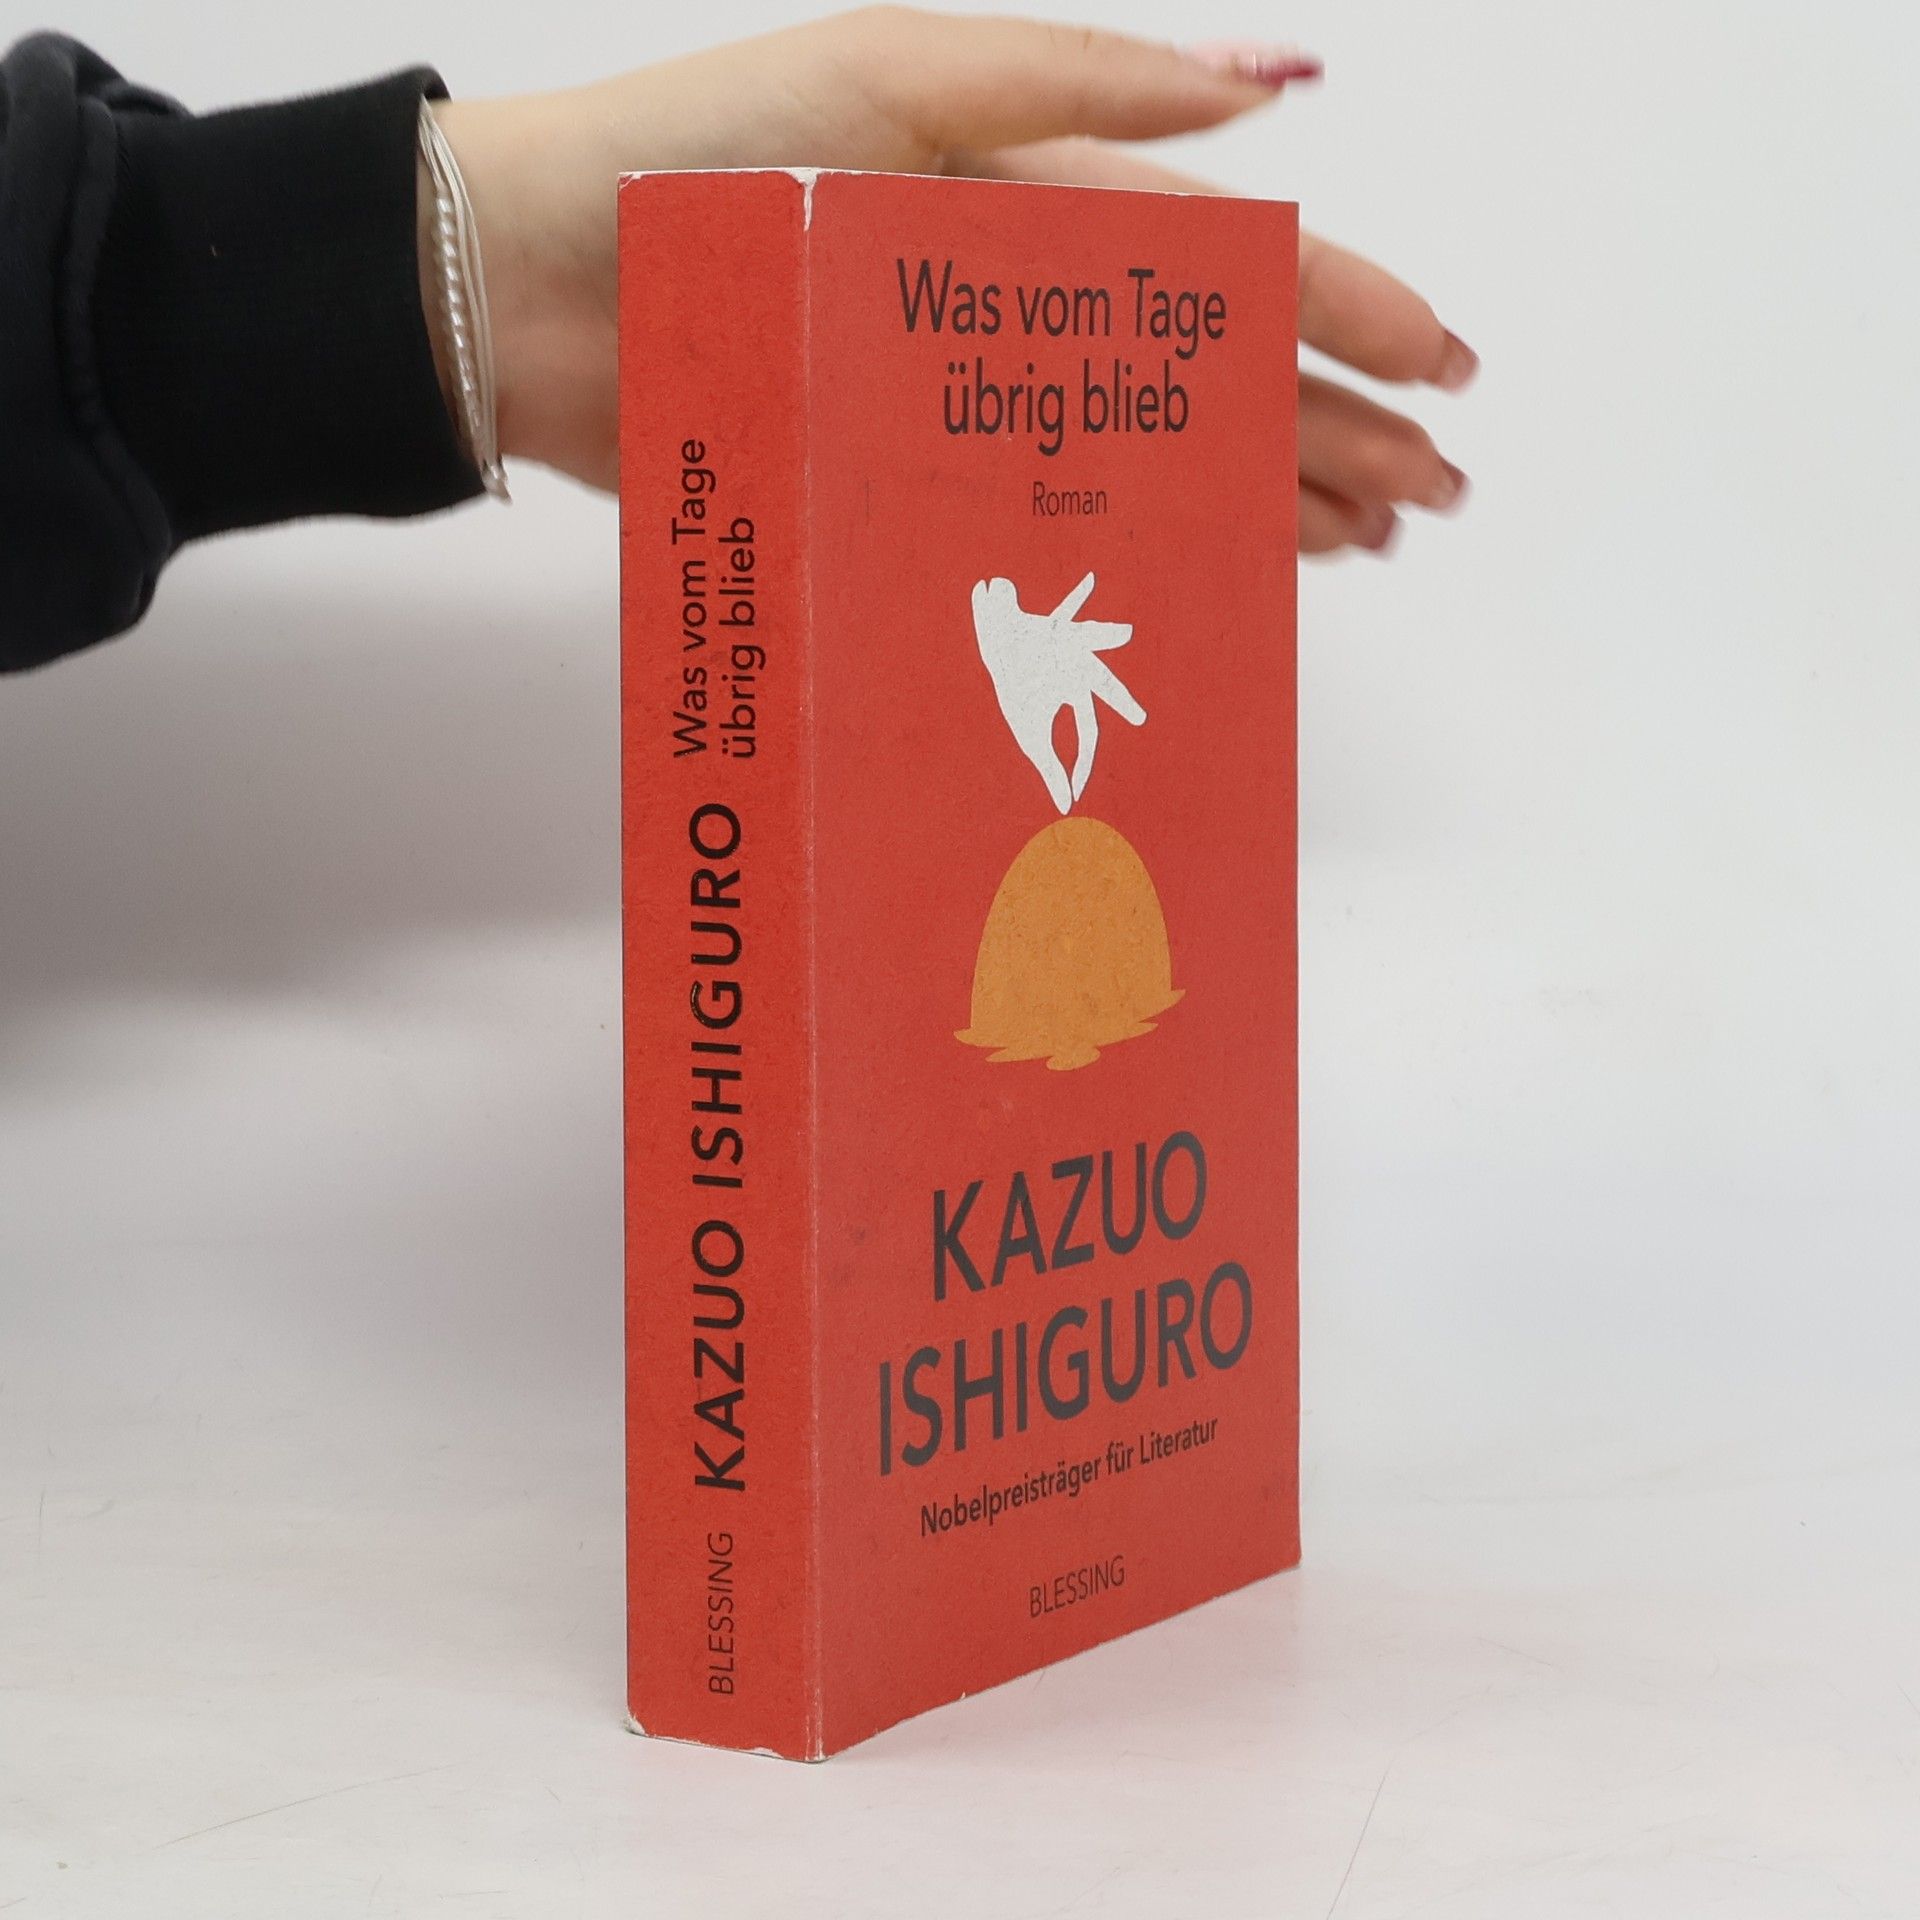 Was vom Tage
übrig blieb
Roman
KAZUO
ISHIGURO
Nobelpreisträger für Literatur
BLESSING
BLESSING KAZUO ISHIGURO Was vom Tage
übrig blieb